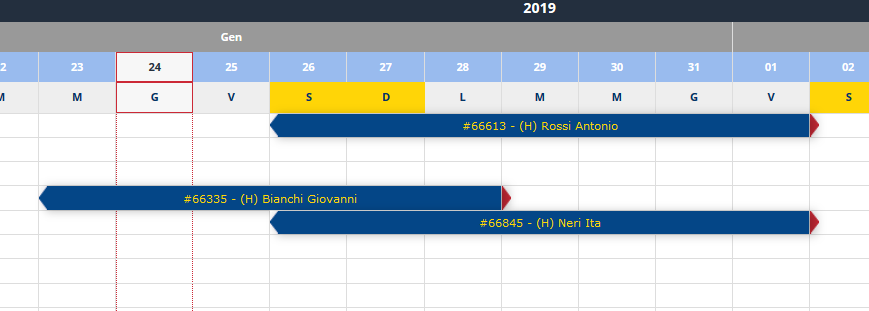 2019
Gen
2 23 24 25 26 27 28 29 30 31 01 02
M M G V S D L M M G V S
#66613 - (H) Rossi Antonio
#66335 - (H) Bianchi Giovanni
#66845 - (H) Neri Ita